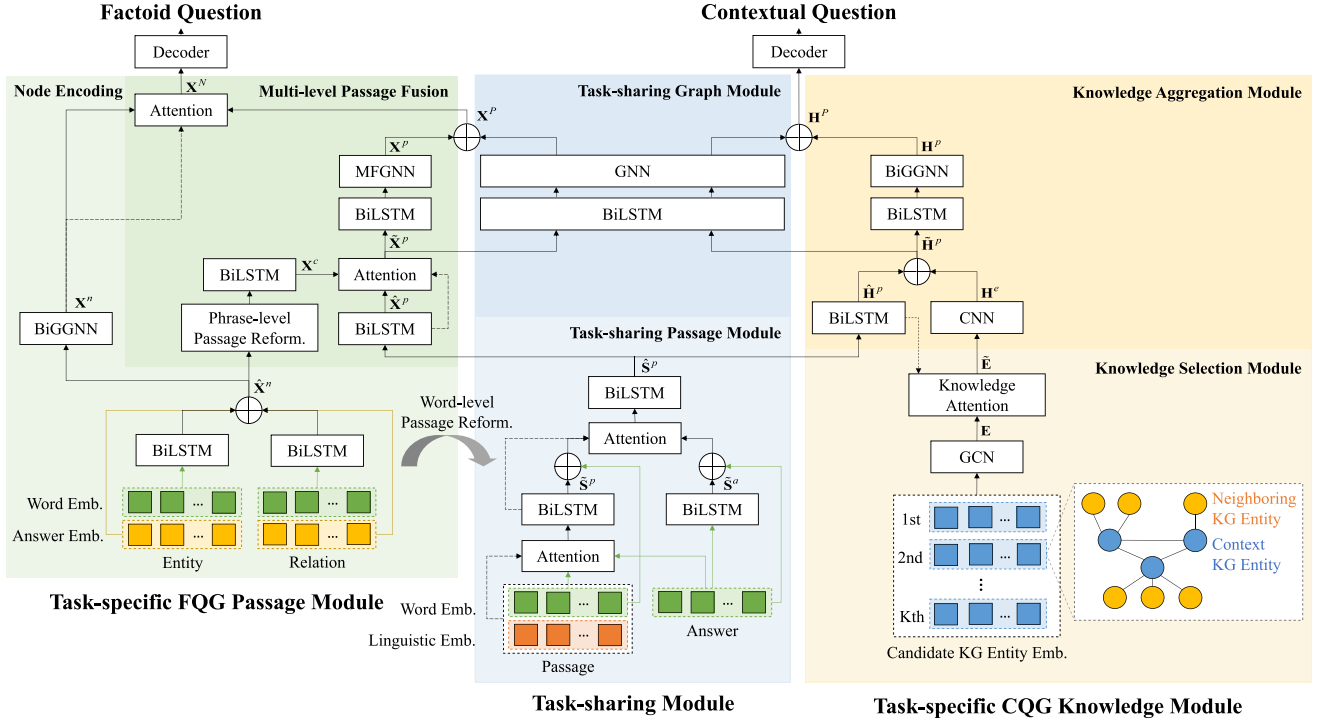 Factoid Question
Contextual Question
Decoder
Decoder
Node Encoding
X^N
Multi-level Passage Fusion
Task-sharing Graph Module
Knowledge Aggregation Module
Attention
X^P
H^P
X^p
H^p
MFGNN
GNN
BiGGNN
BiLSTM
BiLSTM
BiLSTM
X̃^p
H̃^p
BiLSTM
X^c
Attention
X^n
X̂^p
Ĥ^p
H^e
BiGGNN
Phrase-level
Passage Reform.
BiLSTM
BiLSTM
CNN
Task-sharing Passage Module
Ŝ^p
Ẽ
Knowledge Selection Module
X̂^n
BiLSTM
Knowledge
Attention
Word-level
Passage Reform.
Attention
E
BiLSTM
BiLSTM
GCN
S̃^p
S̃^a
Word Emb.
...
...
BiLSTM
BiLSTM
1st
...
Neighboring
KG Entity
Answer Emb.
...
...
Attention
2nd
...
Context
KG Entity
Entity
Relation
⋮
Task-specific FQG Passage Module
Word Emb.
...
...
Kth
...
Linguistic Emb.
...
Answer
Passage
Candidate KG Entity Emb.
Task-sharing Module
Task-specific CQG Knowledge Module